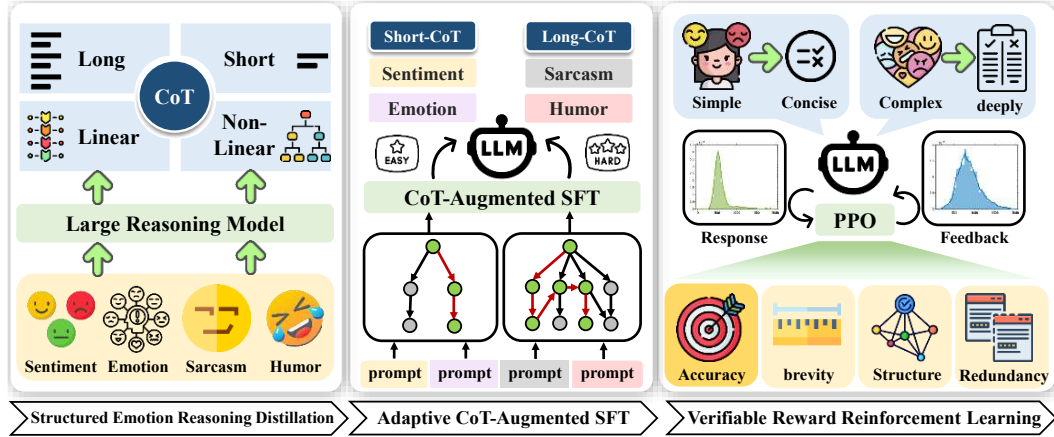 Long
Short
CoT
Linear
Non-
Linear
Large Reasoning Model
Sentiment
Emotion
Sarcasm
Humor
Structured Emotion Reasoning Distillation
Short-CoT
Long-CoT
Sentiment
Sarcasm
Emotion
Humor
EASY
LLM
HARD
CoT-Augmented SFT
prompt
prompt
prompt
prompt
Adaptive CoT-Augmented SFT
Simple
Concise
Complex
deeply
LLM
PPO
Response
Feedback
Accuracy
brevity
Structure
Redundancy
Verifiable Reward Reinforcement Learning